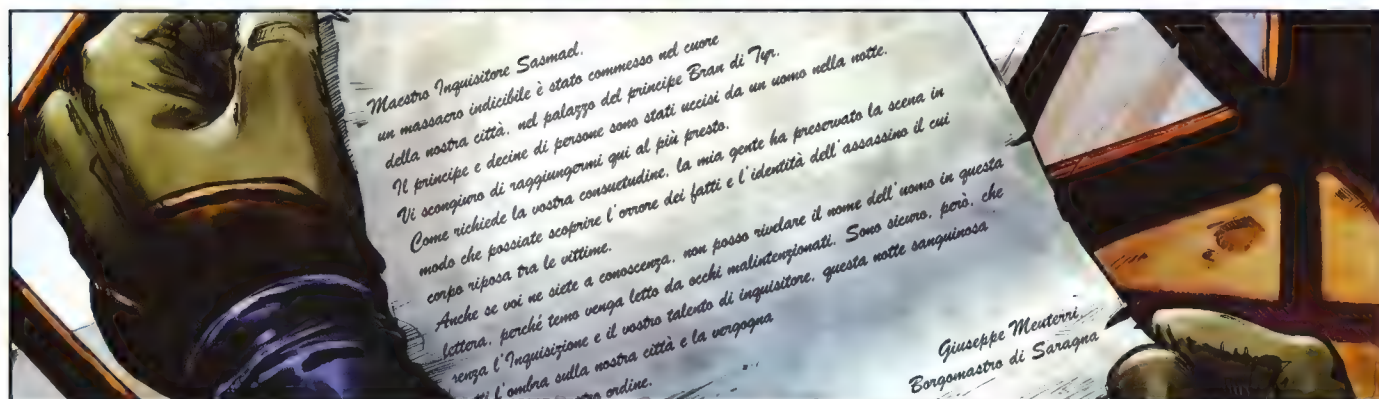 Maestro Inquisitore Sasmael.
un massacro indicibile è stato commesso nel cuore
della nostra città, nel palazzo del principe Bran di Tyr.
Il principe e decine di persone sono stati uccisi da un uomo nella notte.
Vi scongiuro di raggiungermi qui al più presto.
Come richiede la vostra consuetudine, la mia gente ha preservato la scena in
modo che possiate scoprire l'orrore dei fatti e l'identità dell'assassino il cui
corpo riposa tra le vittime.
Anche se voi ne siete a conoscenza, non posso rivelare il nome dell'uomo in questa
lettera, perché temo venga letto da occhi malintenzionati. Sono sicuro, però, che
l'Inquisizione e il vostro talento di inquisitore, questa notte sanguinosa
l'ombra sulla nostra città e la vergogna
ordine.
Giuseppe Menterri
Borgomastro di Saragna